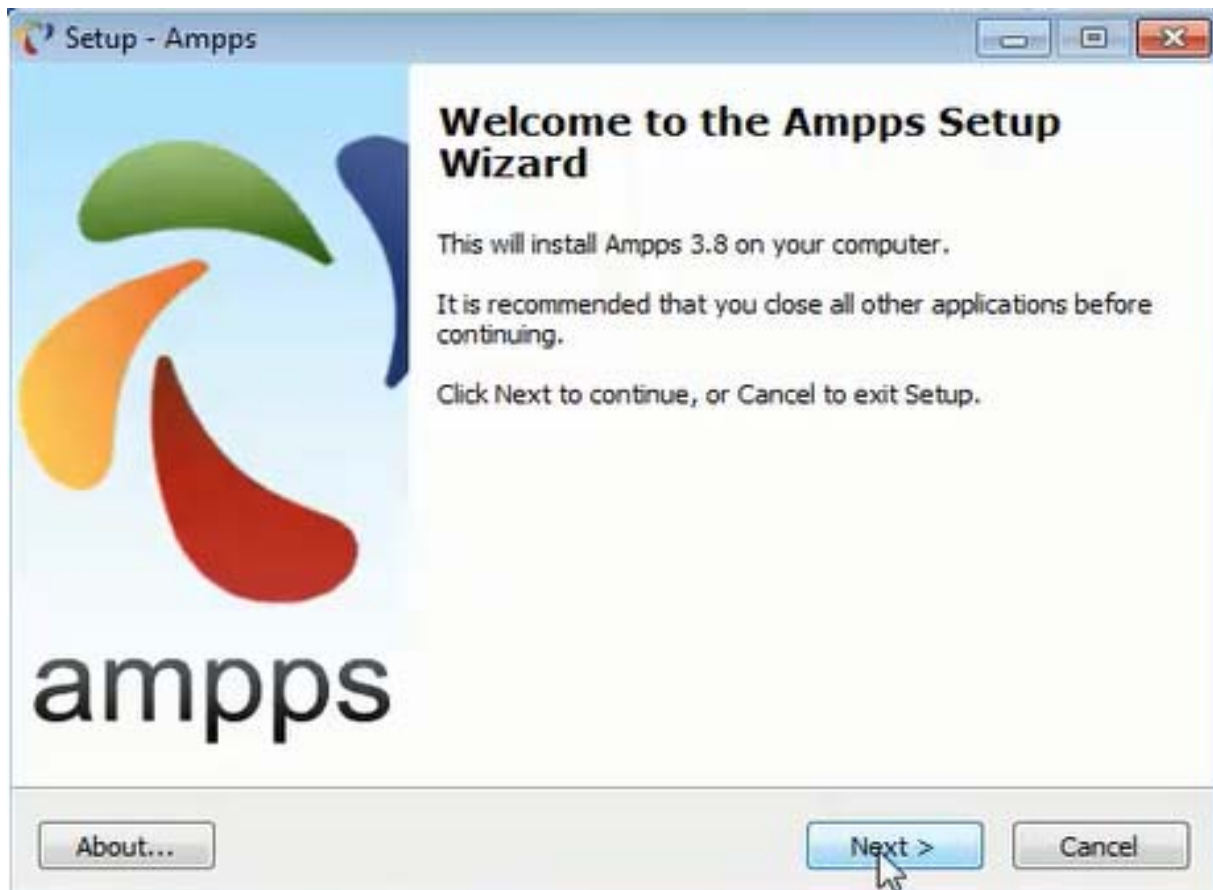 Setup - Ampps
Welcome to the Ampps Setup
Wizard
This will install Ampps 3.8 on your computer.
It is recommended that you close all other applications before
continuing.
Click Next to continue, or Cancel to exit Setup.
ampps
About...
Next >
Cancel